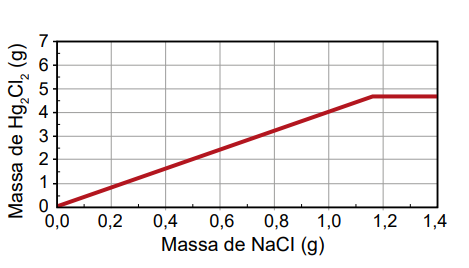 Massa de Hg₂Cl₂ (g)
7
6
5
4
3
2
1
0
0,0 0,2 0,4 0,6 0,8 1,0 1,2 1,4
Massa de NaCl (g)